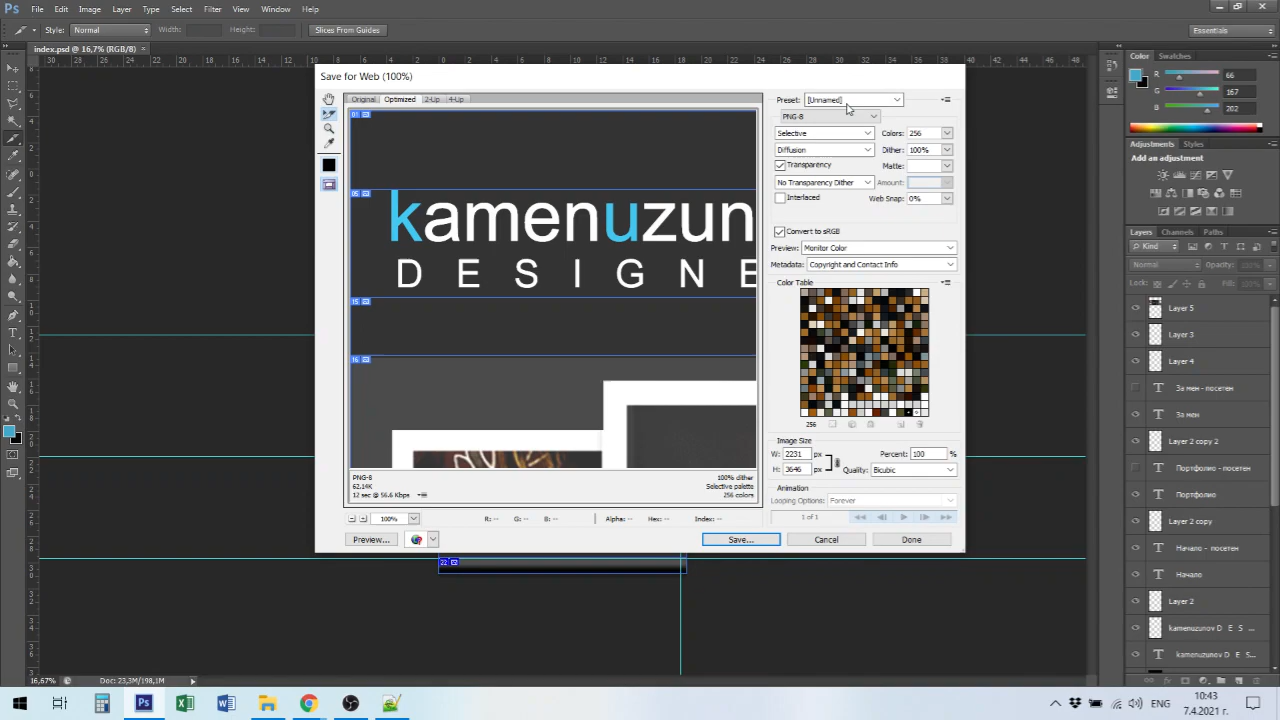 Ps File Edit Image Layer Type Select Filter View Window Help
Style: Normal Width: Height: Slices From Guides Essentials
index.psd @ 16,7% (RGB/8) ×
Save for Web (100%)
Original Optimized 2-Up 4-Up
Preset: [Unnamed]
PNG-8
Selective Colors: 256
Diffusion Dither: 100%
Transparency Matte:
No Transparency Dither Amount:
Interlaced Web Snap: 0%
Convert to sRGB
Preview: Monitor Color
Metadata: Copyright and Contact Info
Color Table
256
Image Size
W: 2231 px Percent: 100 %
H: 3646 px Quality: Bicubic
Animation
Looping Options: Forever
1 of 1
01
05
kamenuzun
D E S I G N E
15
16
PNG-8 100% dither
62,14K Selective palette
12 sec @ 56.6 Kbps 256 colors
100% R: -- G: -- B: -- Alpha: -- Hex: -- Index: --
Preview... Save... Cancel Done
22
Color Swatches
R 66
G 167
B 202
Adjustments Styles
Add an adjustment
Layers Channels Paths
Kind
Normal Opacity:
Lock: Fill:
Layer 5
Layer 3
Layer 4
За мен - посетен
За мен
Layer 2 copy 2
Портфолио - посетен
Портфолио
Layer 2 copy
Начало - посетен
Начало
Layer 2
kamenuzunov D E S ...
kamenuzunov D E S...
16,67% Doc: 23,3M/198,1M
ENG 10:43
7.4.2021 г.